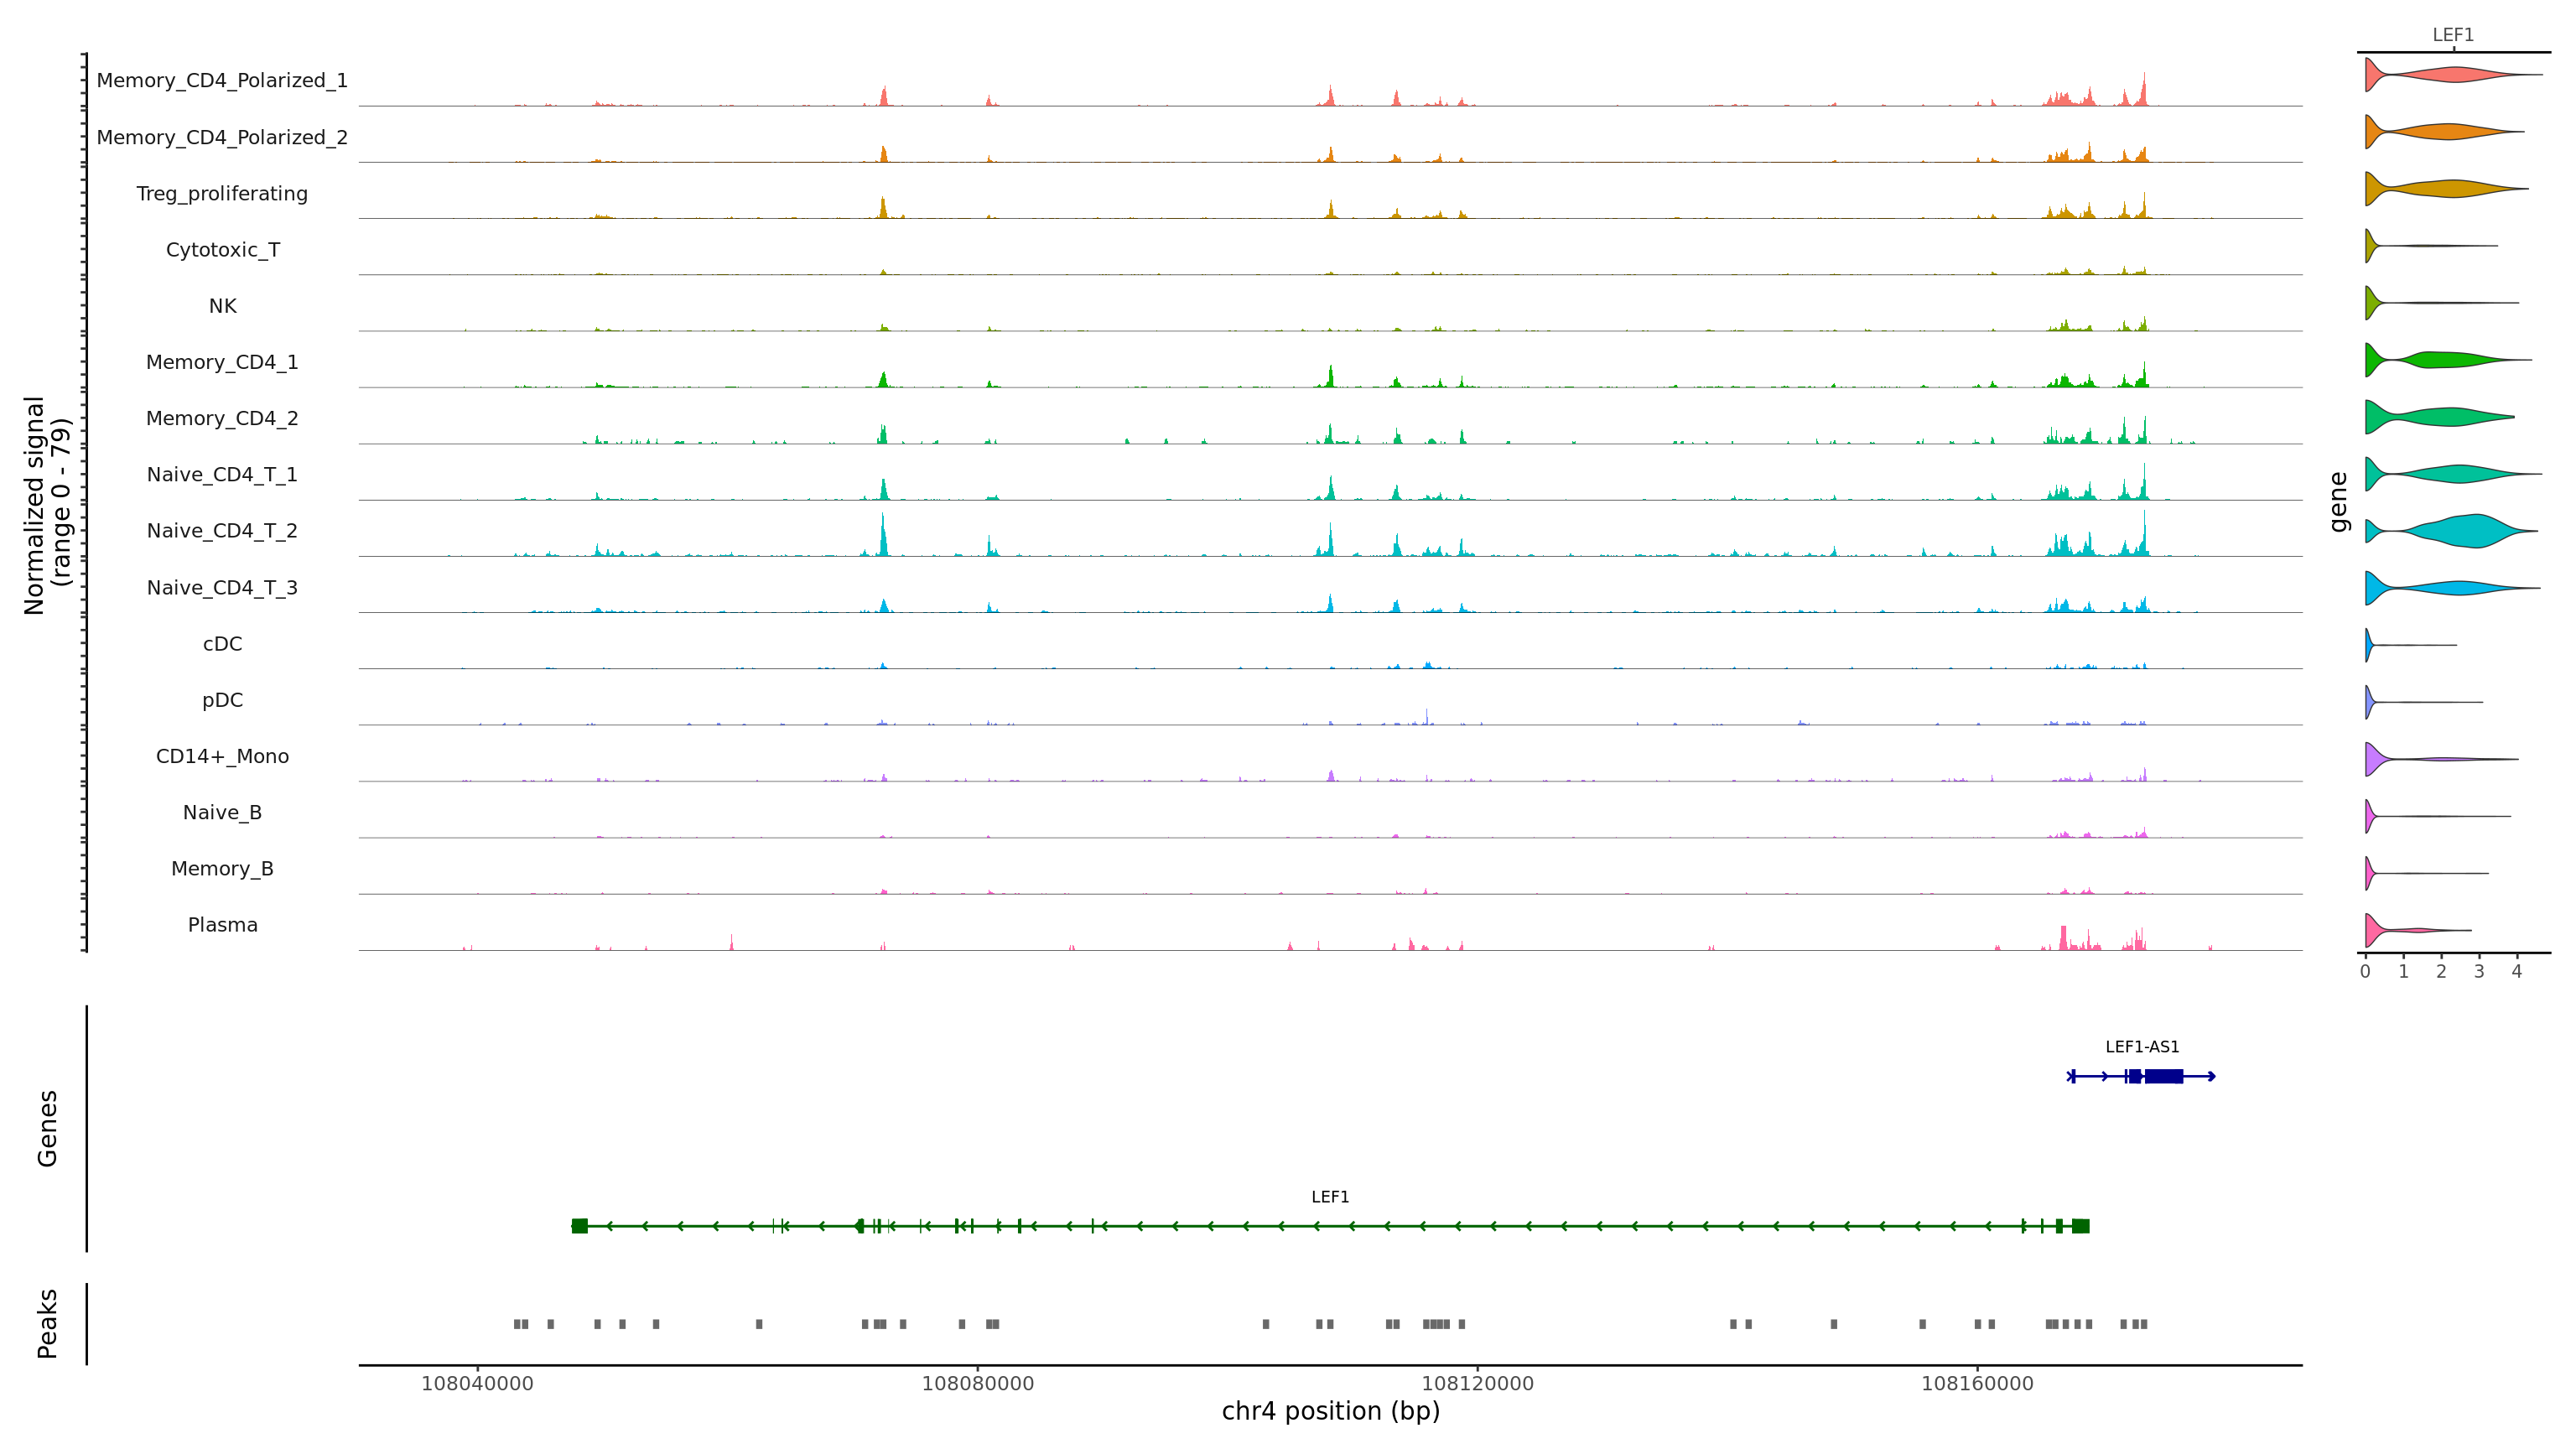 LEF1
Memory_CD4_Polarized_1
Memory_CD4_Polarized_2
Treg_proliferating
Cytotoxic_T
NK
Memory_CD4_1
Memory_CD4_2
Naive_CD4_T_1
Naive_CD4_T_2
Naive_CD4_T_3
cDC
pDC
CD14+_Mono
Naive_B
Memory_B
Plasma
Normalized signal
(range 0 - 79)
gene
0 1 2 3 4
Genes
LEF1-AS1
LEF1
Peaks
108040000 108080000 108120000 108160000
chr4 position (bp)